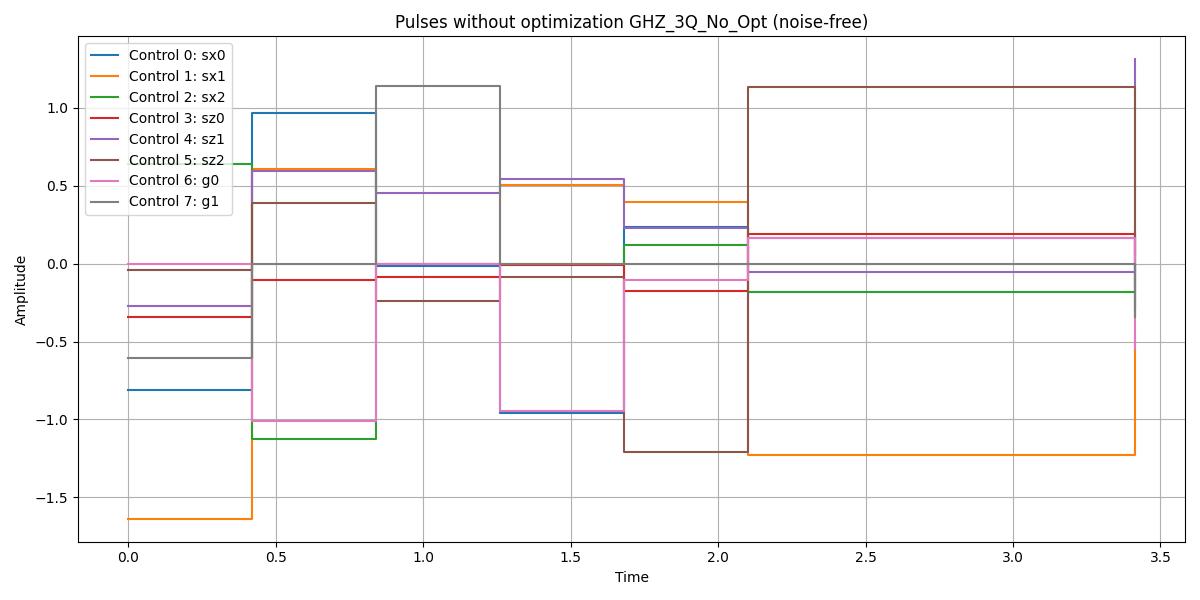 Pulses without optimization GHZ_3Q_No_Opt (noise-free)
Control 0: sx0
Control 1: sx1
Control 2: sx2
Control 3: sz0
Control 4: sz1
Control 5: sz2
Control 6: g0
Control 7: g1
Amplitude
1.0
0.5
0.0
−0.5
−1.0
−1.5
0.0 0.5 1.0 1.5 2.0 2.5 3.0 3.5
Time